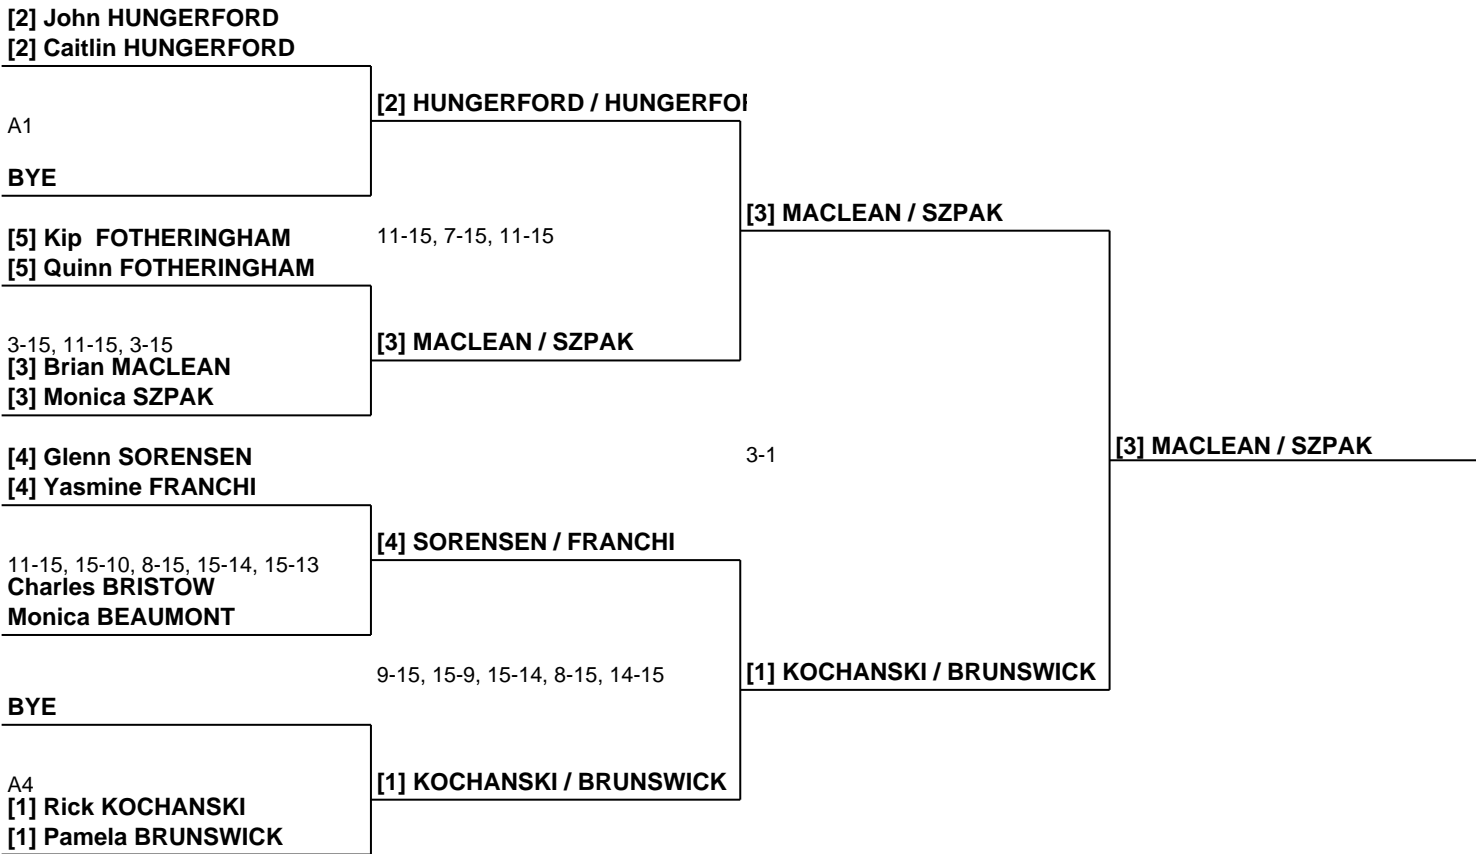 [2] John HUNGERFORD
[2] Caitlin HUNGERFORD
[2] HUNGERFORD / HUNGERFOR
A1
BYE
[3] MACLEAN / SZPAK
[5] Kip  FOTHERINGHAM
11-15, 7-15, 11-15
[5] Quinn FOTHERINGHAM
3-15, 11-15, 3-15
[3] MACLEAN / SZPAK
[3] Brian MACLEAN
[3] Monica SZPAK
[4] Glenn SORENSEN
3-1
[3] MACLEAN / SZPAK
[4] Yasmine FRANCHI
[4] SORENSEN / FRANCHI
11-15, 15-10, 8-15, 15-14, 15-13
Charles BRISTOW
Monica BEAUMONT
9-15, 15-9, 15-14, 8-15, 14-15
[1] KOCHANSKI / BRUNSWICK
BYE
A4
[1] KOCHANSKI / BRUNSWICK
[1] Rick KOCHANSKI
[1] Pamela BRUNSWICK